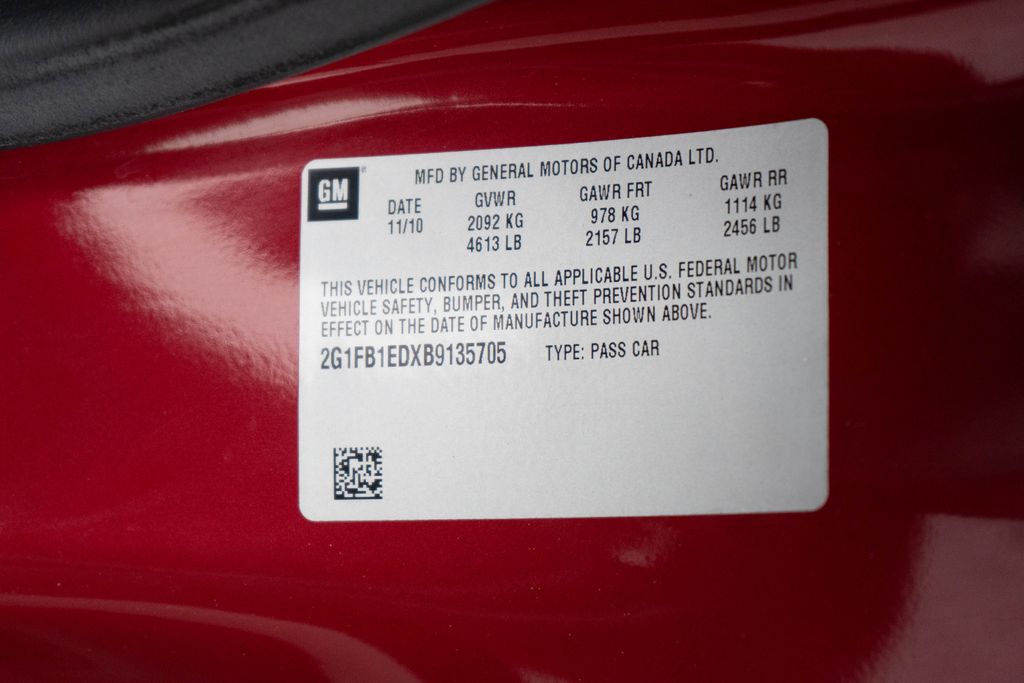 GM
MFD BY GENERAL MOTORS OF CANADA LTD.
DATE GVWR GAWR FRT GAWR RR
11/10 2092 KG 978 KG 1114 KG
4613 LB 2157 LB 2456 LB
THIS VEHICLE CONFORMS TO ALL APPLICABLE U.S. FEDERAL MOTOR
VEHICLE SAFETY, BUMPER, AND THEFT PREVENTION STANDARDS IN
EFFECT ON THE DATE OF MANUFACTURE SHOWN ABOVE.
2G1FB1EDXB9135705 TYPE: PASS CAR